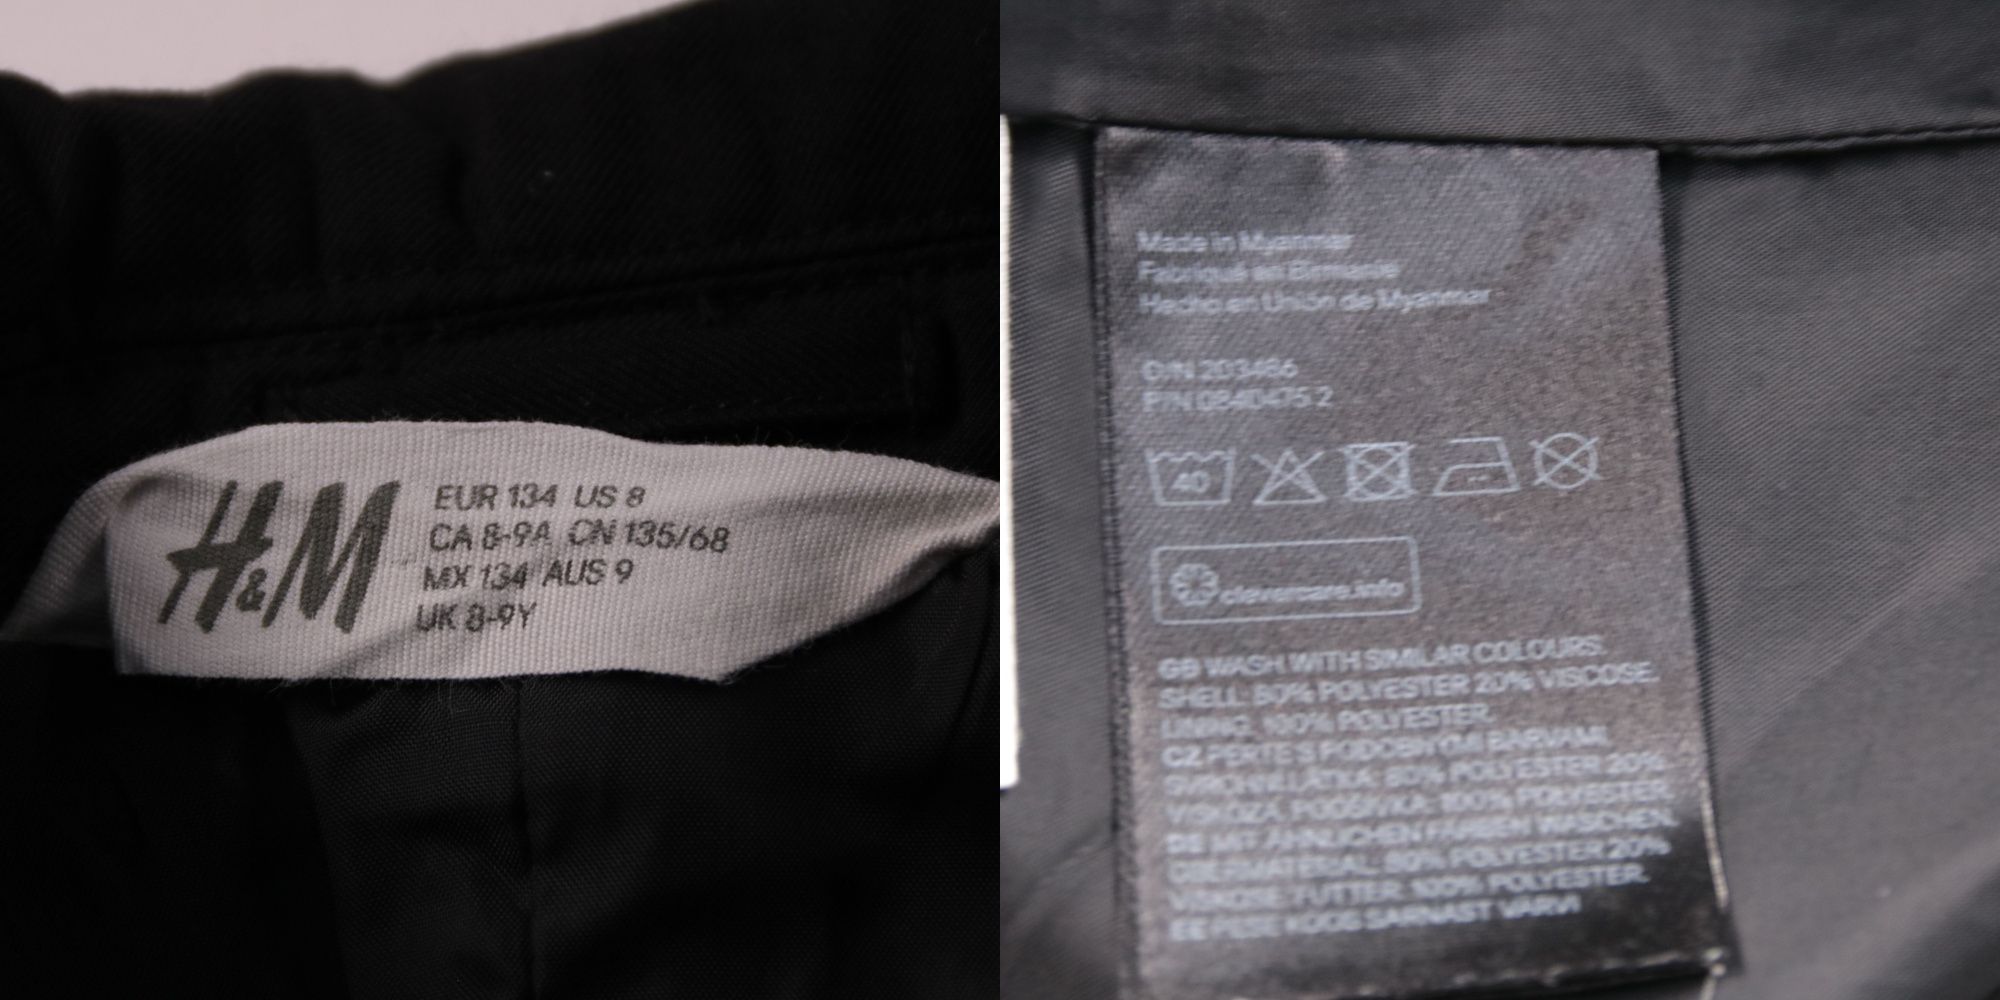 H&M
EUR 134 US 8
CA 8-9A CN 135/68
MX 134 AUS 9
UK 8-9Y
Made in Myanmar
Fabriqué en Birmanie
Hecho en Unión de Myanmar
O/N 203486
P/N 0840475 2
40
clevercare.info
GB WASH WITH SIMILAR COLOURS.
SHELL: 80% POLYESTER 20% VISCOSE.
LINING: 100% POLYESTER.
CZ PERTE S PODOBNÝMI BARVAMI.
SVRCHNÍ LÁTKA: 80% POLYESTER 20%
VISKÓZA. PODŠÍVKA: 100% POLYESTER.
DE MIT ÄHNLICHEN FARBEN WASCHEN.
OBERMATERIAL: 80% POLYESTER 20%
VISKOSE. FUTTER: 100% POLYESTER.
EE PESE KOOS SARNAST VÄRVI